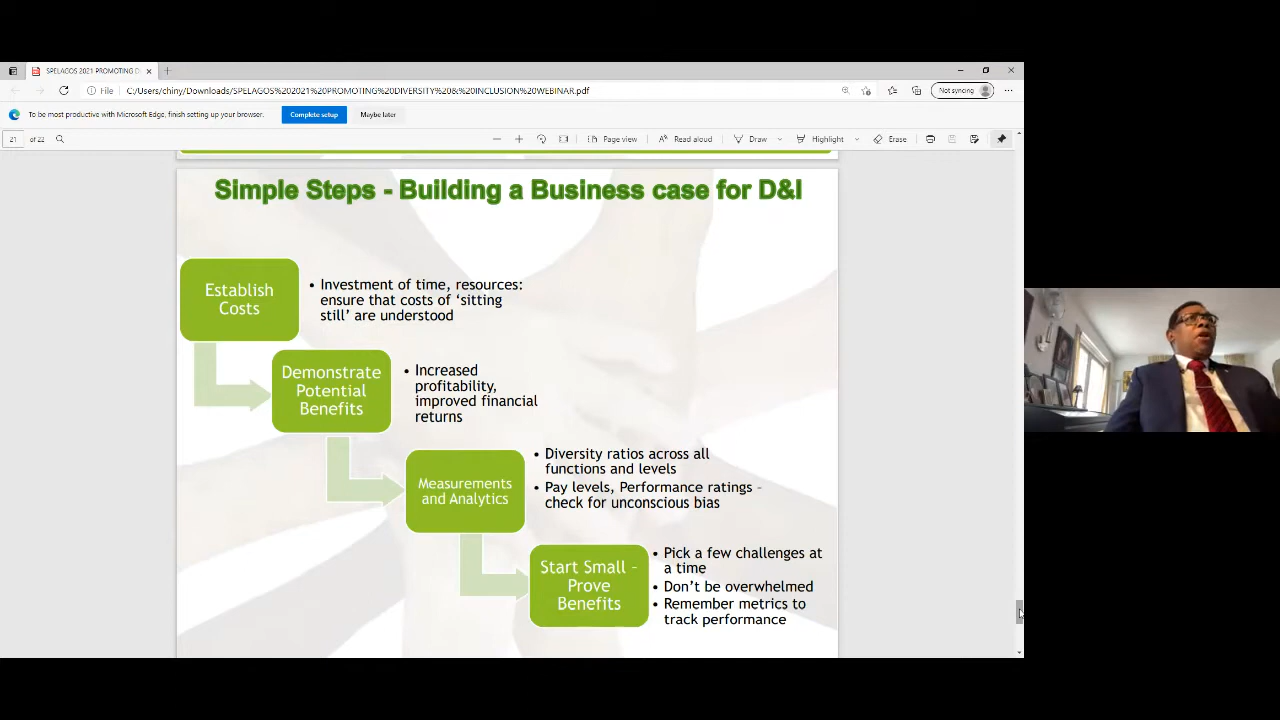 SPELAGOS 2021 PROMOTING D
File
C:/Users/chiny/Downloads/SPELAGOS%20%202021%20PROMOTING%20DIVERSITY%20&%20INCLUSION%20WEBINAR.pdf
Not syncing
To be most productive with Microsoft Edge, finish setting up your browser.
Complete setup
Maybe later
21 of 22
Page view
Read aloud
Draw
Highlight
Erase
Simple Steps - Building a Business case for D&I
Establish
Costs
• Investment of time, resources:
ensure that costs of ‘sitting
still’ are understood
Demonstrate
Potential
Benefits
• Increased
profitability,
improved financial
returns
Measurements
and Analytics
• Diversity ratios across all
functions and levels
• Pay levels, Performance ratings –
check for unconscious bias
Start Small –
Prove
Benefits
• Pick a few challenges at
a time
• Don’t be overwhelmed
• Remember metrics to
track performance